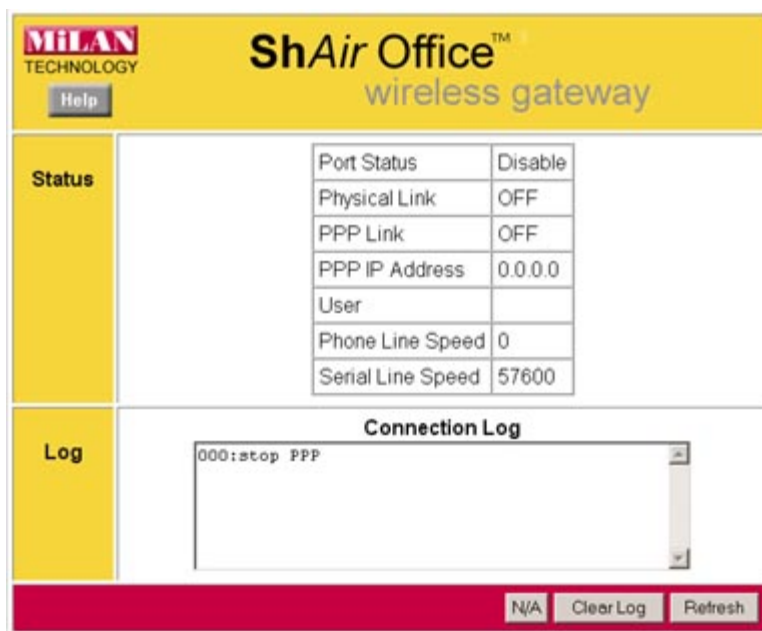 MiLAN
TECHNOLOGY
Help
ShAir Office™
wireless gateway
Status
Port Status Disable
Physical Link OFF
PPP Link OFF
PPP IP Address 0.0.0.0
User
Phone Line Speed 0
Serial Line Speed 57600
Log
Connection Log
000:stop PPP
N/A Clear Log Refresh